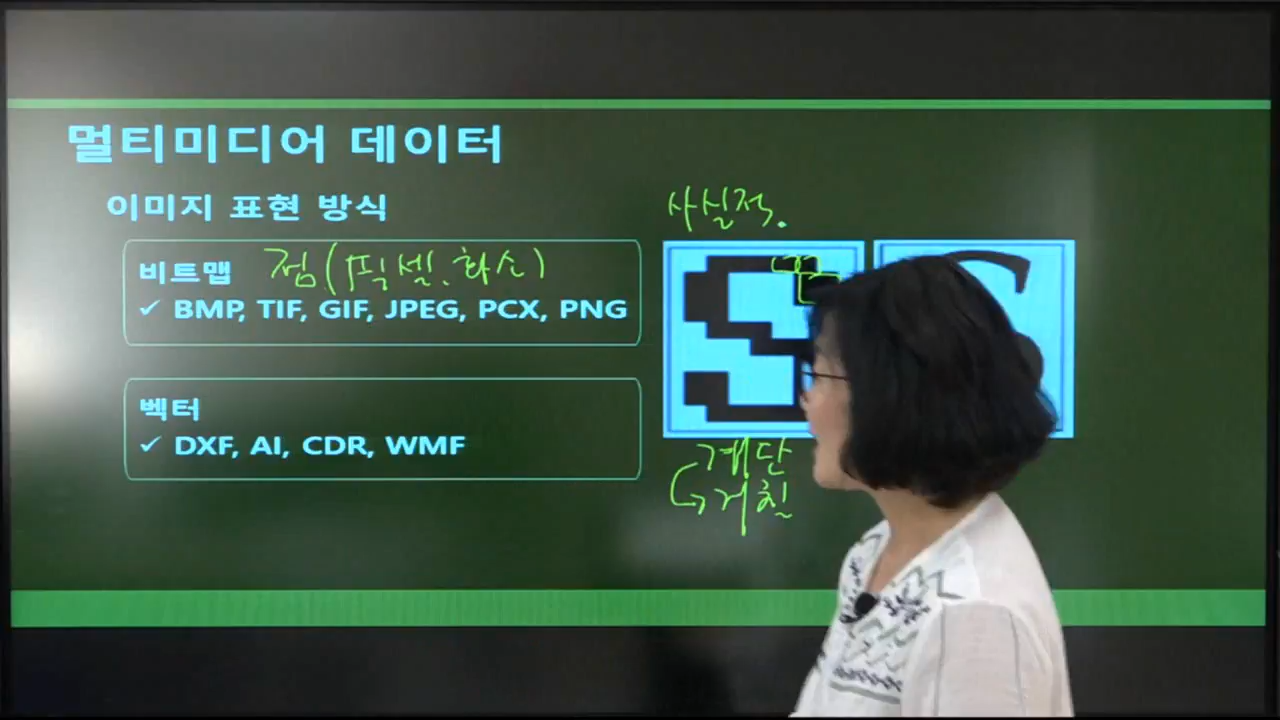 멀티미디어 데이터
이미지 표현 방식
사실적.
비트맵 점(픽셀.화소)
✓ BMP, TIF, GIF, JPEG, PCX, PNG
S
벡터
✓ DXF, AI, CDR, WMF
계단
거친